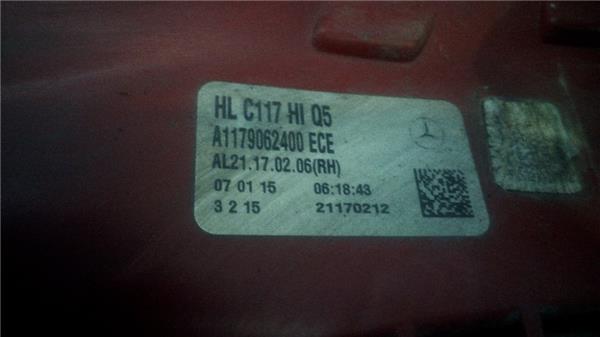 HL C117 HI Q5
A1179062400 ECE
AL21.17.02.06(RH)
07 01 15 06:18:43
3 2 15 21170212